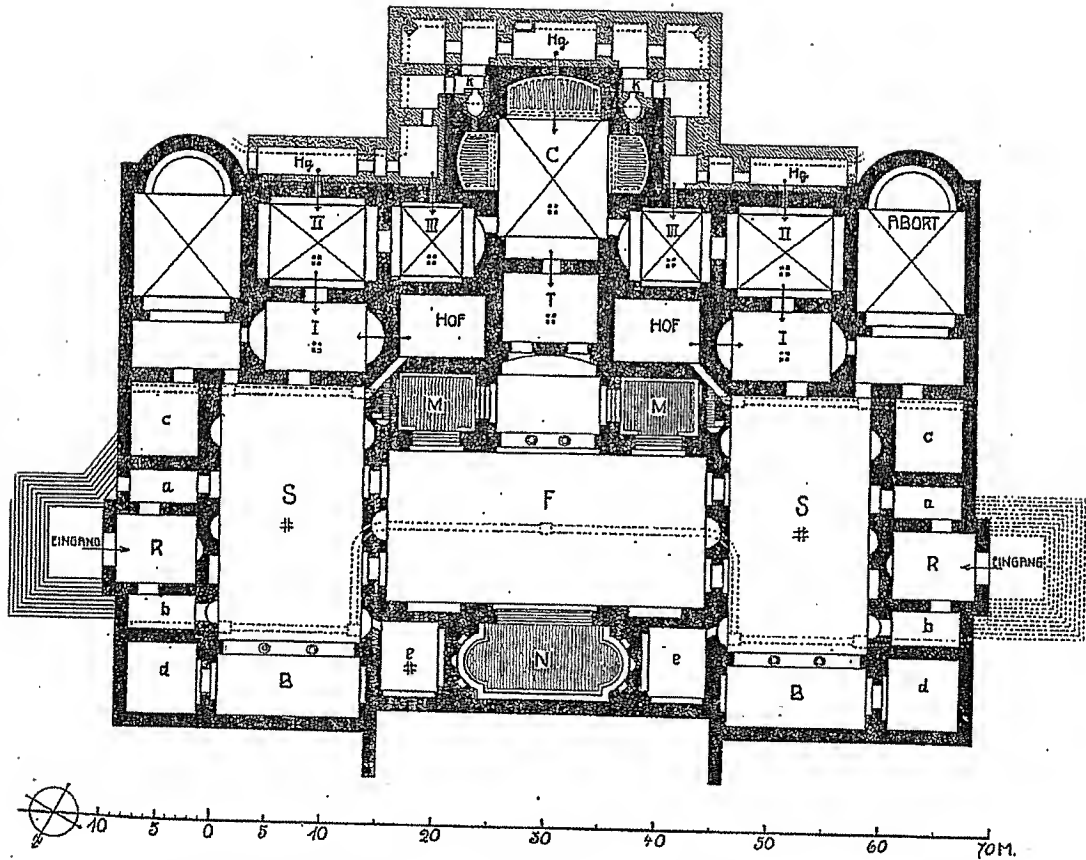 Hg.
K K
C
Hg. Hg.
II III III II ABORT
T
I HOF HOF I
M M
c c
a S F S a
EINGANG R R EINGANG
b b
e e
d B N B d
10 5 0 5 10 20 30 40 50 60 70 M.